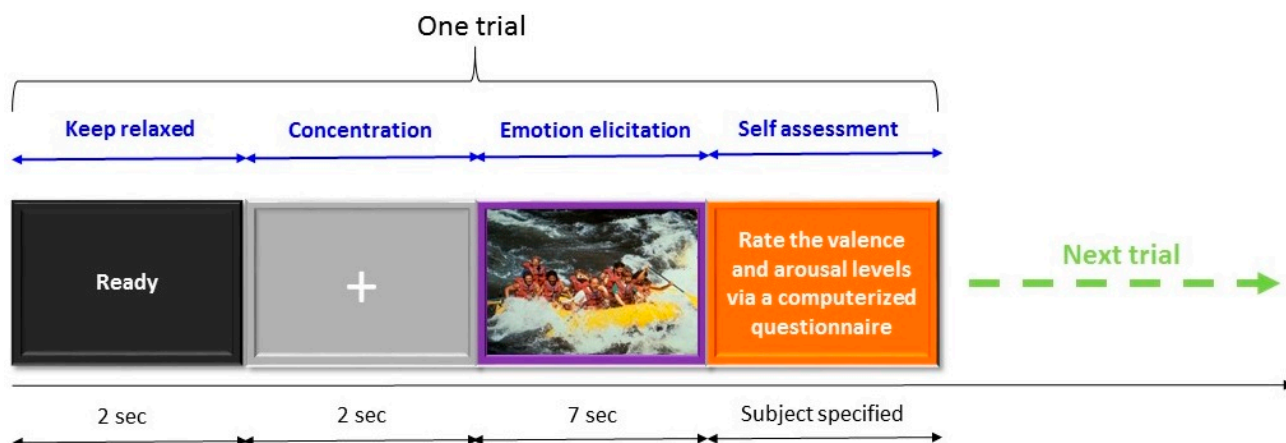 One trial
Keep relaxed
Concentration
Emotion elicitation
Self assessment
Ready
+
Rate the valence
and arousal levels
via a computerized
questionnaire
Next trial
2 sec
2 sec
7 sec
Subject specified